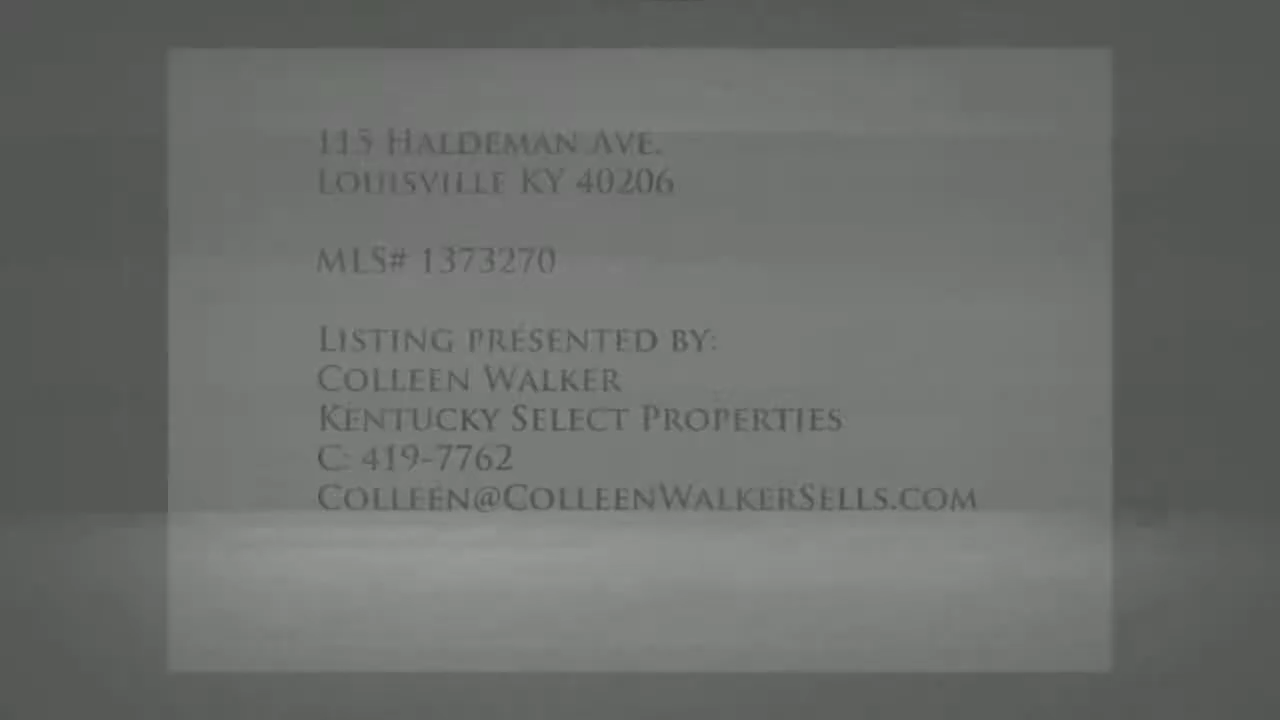 115 Haldeman Ave.
Louisville KY 40206
MLS# 1373270
Listing presented by:
Colleen Walker
Kentucky Select Properties
C: 419-7762
Colleen@ColleenWalkerSells.com